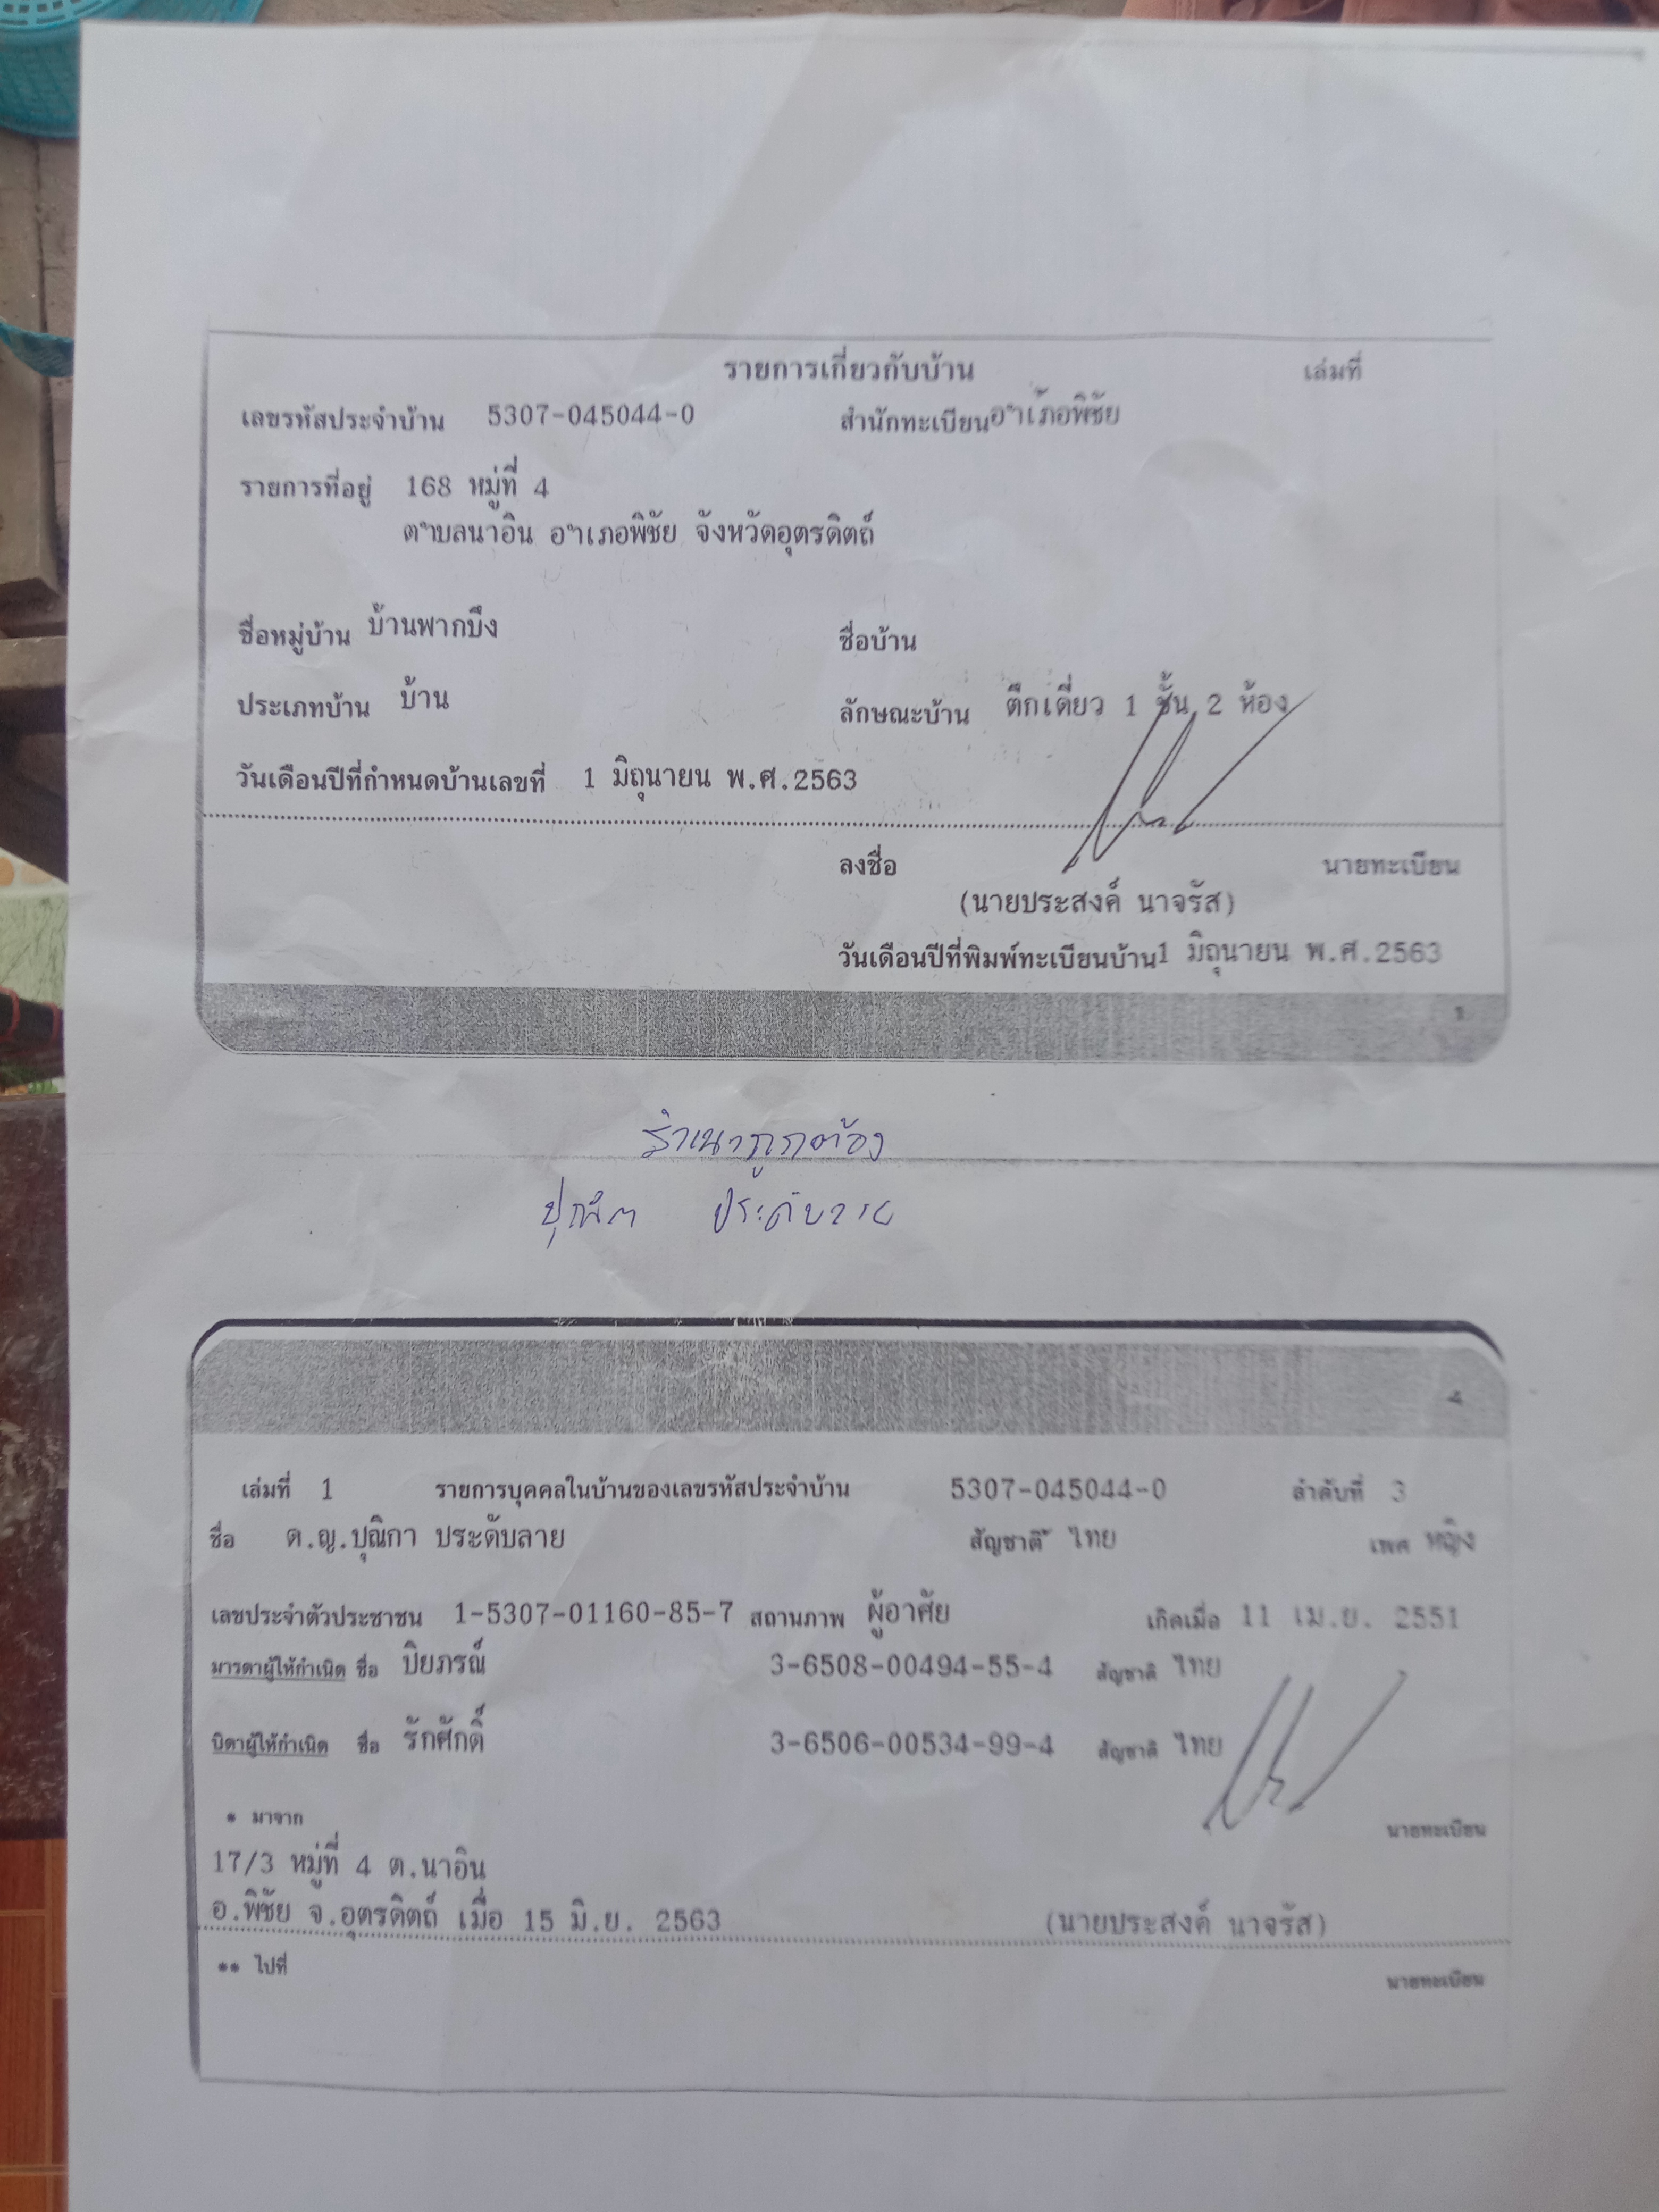 รายการเกี่ยวกับบ้าน เล่มที่
เลขรหัสประจำบ้าน 5307-045044-0 สำนักทะเบียน อำเภอพิชัย
รายการที่อยู่ 168 หมู่ที่ 4
ตำบลนาอิน อำเภอพิชัย จังหวัดอุตรดิตถ์
ชื่อหมู่บ้าน บ้านฟากบึง ชื่อบ้าน
ประเภทบ้าน บ้าน ลักษณะบ้าน ตึกเดี่ยว 1 ชั้น 2 ห้อง
วันเดือนปีที่กำหนดบ้านเลขที่ 1 มิถุนายน พ.ศ.2563
ลงชื่อ นายทะเบียน
(นายประสงค์ นาจรัส)
วันเดือนปีที่พิมพ์ทะเบียนบ้าน 1 มิถุนายน พ.ศ.2563
1
สำเนาถูกต้อง
ประดับลาย
4
เล่มที่ 1 รายการบุคคลในบ้านของเลขรหัสประจำบ้าน 5307-045044-0 ลำดับที่ 3
ชื่อ ด.ญ.ปุณิกา ประดับลาย สัญชาติ ไทย เพศ หญิง
เลขประจำตัวประชาชน 1-5307-01160-85-7 สถานภาพ ผู้อาศัย เกิดเมื่อ 11 เม.ย. 2551
มารดาผู้ให้กำเนิด ชื่อ ปิยภรณ์ 3-6508-00494-55-4 สัญชาติ ไทย
บิดาผู้ให้กำเนิด ชื่อ รักศักดิ์ 3-6506-00534-99-4 สัญชาติ ไทย
* มาจาก นายทะเบียน
17/3 หมู่ที่ 4 ต.นาอิน
อ.พิชัย จ.อุตรดิตถ์ เมื่อ 15 มิ.ย. 2563 (นายประสงค์ นาจรัส)
** ไปที่ นายทะเบียน